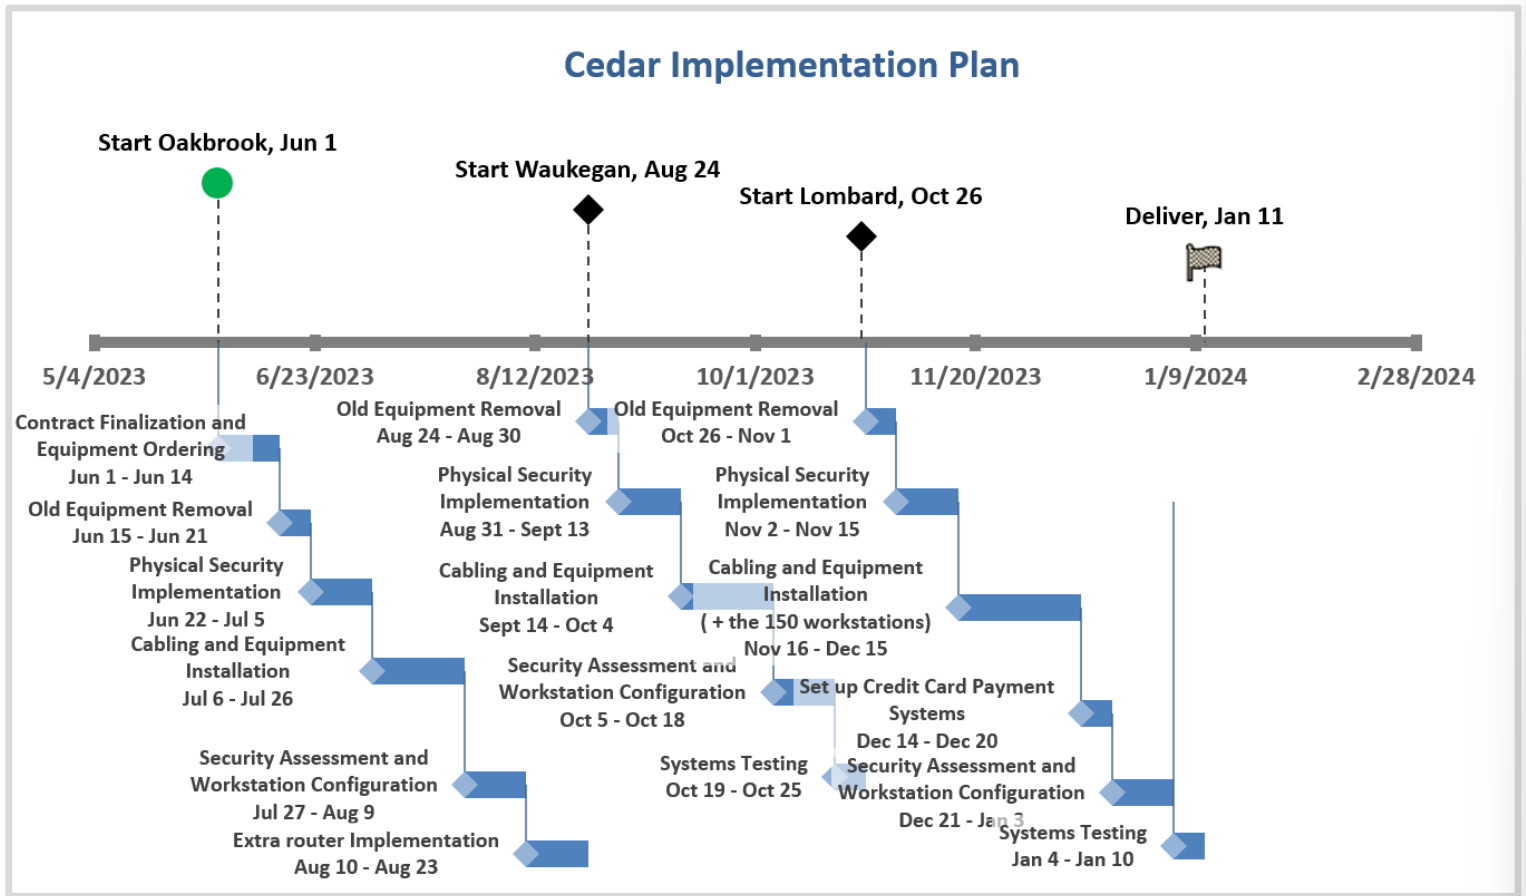 Cedar Implementation Plan
Start Oakbrook, Jun 1
Start Waukegan, Aug 24
Start Lombard, Oct 26
Deliver, Jan 11
5/4/2023
6/23/2023
8/12/2023
10/1/2023
11/20/2023
1/9/2024
2/28/2024
Contract Finalization and
Equipment Ordering
Jun 1 - Jun 14
Old Equipment Removal
Jun 15 - Jun 21
Physical Security
Implementation
Jun 22 - Jul 5
Cabling and Equipment
Installation
Jul 6 - Jul 26
Security Assessment and
Workstation Configuration
Jul 27 - Aug 9
Extra router Implementation
Aug 10 - Aug 23
Old Equipment Removal
Aug 24 - Aug 30
Physical Security
Implementation
Aug 31 - Sept 13
Cabling and Equipment
Installation
Sept 14 - Oct 4
Security Assessment and
Workstation Configuration
Oct 5 - Oct 18
Systems Testing
Oct 19 - Oct 25
Old Equipment Removal
Oct 26 - Nov 1
Physical Security
Implementation
Nov 2 - Nov 15
Cabling and Equipment
Installation
( + the 150 workstations)
Nov 16 - Dec 15
Set up Credit Card Payment
Systems
Dec 14 - Dec 20
Security Assessment and
Workstation Configuration
Dec 21 - Jan 3
Systems Testing
Jan 4 - Jan 10